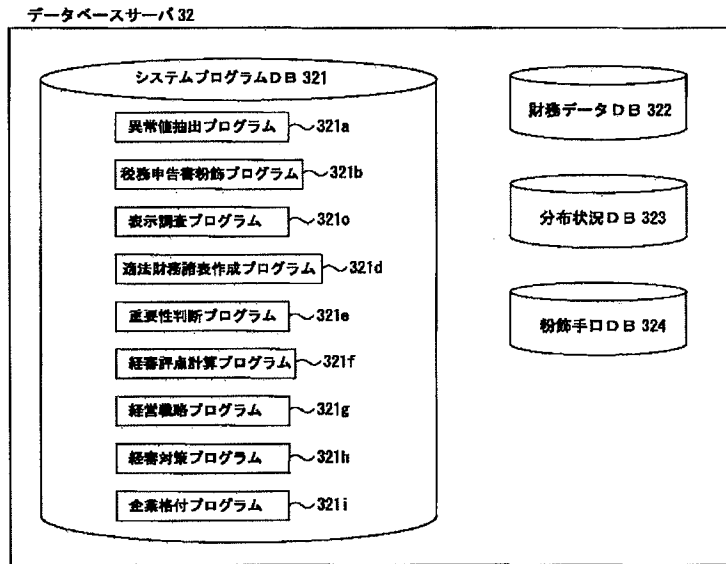 データベースサーバ32
システムプログラムDB 321
異常値抽出プログラム 321a
税務申告書粉飾プログラム 321b
表示調査プログラム 321c
適法財務諸表作成プログラム 321d
重要性判断プログラム 321e
経審評点計算プログラム 321f
経営戦略プログラム 321g
経審対策プログラム 321h
企業格付プログラム 321i
財務データDB 322
分布状況DB 323
粉飾手口DB 324